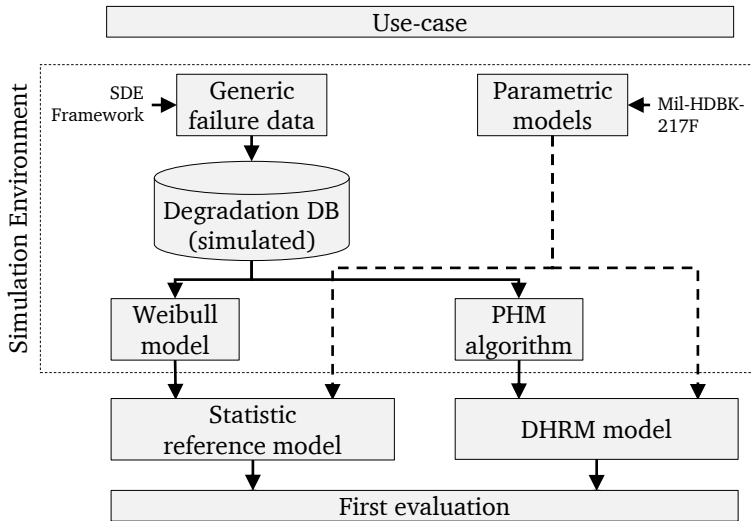 Use-case
Simulation Environment
SDE
Framework
Generic
failure data
Parametric
models
Mil-HDBK-
217F
Degradation DB
(simulated)
Weibull
model
PHM
algorithm
Statistic
reference model
DHRM model
First evaluation